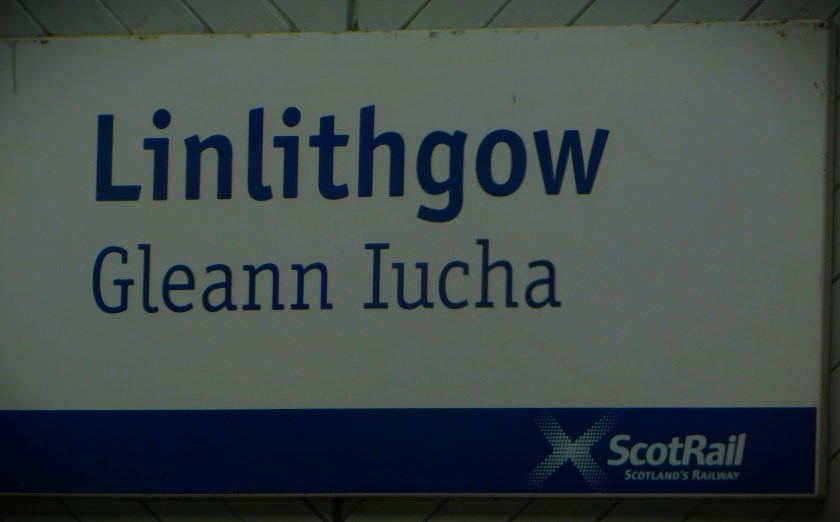 Linlithgow
Gleann Iucha
ScotRail
SCOTLAND'S RAILWAY